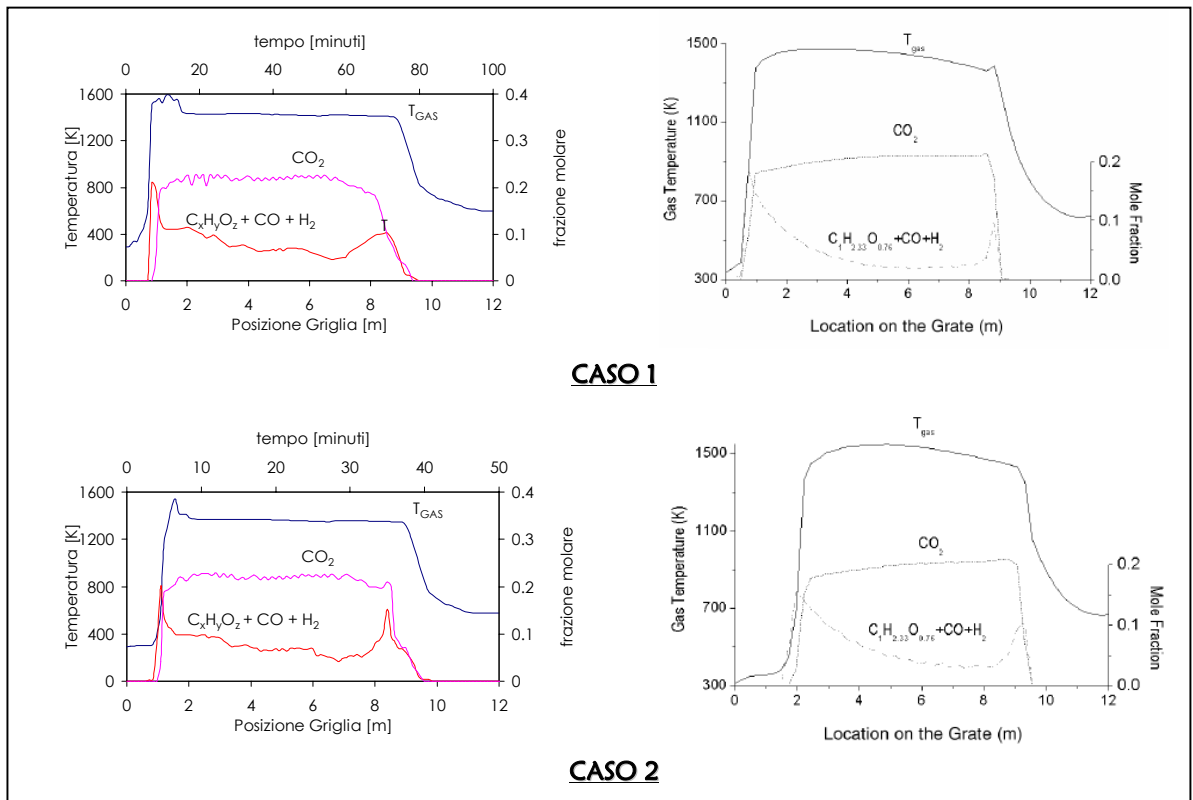 tempo [minuti]
0 20 40 60 80 100
1600
1200
800
400
0
Temperatura [K]
T_GAS
CO₂
CₓHᵧO_z + CO + H₂
T
0.4
0.3
0.2
0.1
0
frazione molare
0 2 4 6 8 10 12
Posizione Griglia [m]
1500
1100
700
300
Gas Temperature (K)
T_gas
CO₂
C₁H₂.₃₃O₀.₇₆+CO+H₂
0.2
0.1
0.0
Mole Fraction
0 2 4 6 8 10 12
Location on the Grate (m)
CASO 1
tempo [minuti]
0 10 20 30 40 50
1600
1200
800
400
0
Temperatura [K]
T_GAS
CO₂
CₓHᵧO_z + CO + H₂
0.4
0.3
0.2
0.1
0
frazione molare
0 2 4 6 8 10 12
Posizione Griglia [m]
1500
1100
700
300
Gas Temperature (K)
T_gas
CO₂
C₁H₂.₃₃O₀.₇₆+CO+H₂
0.2
0.1
0.0
Mole Fraction
0 2 4 6 8 10 12
Location on the Grate (m)
CASO 2